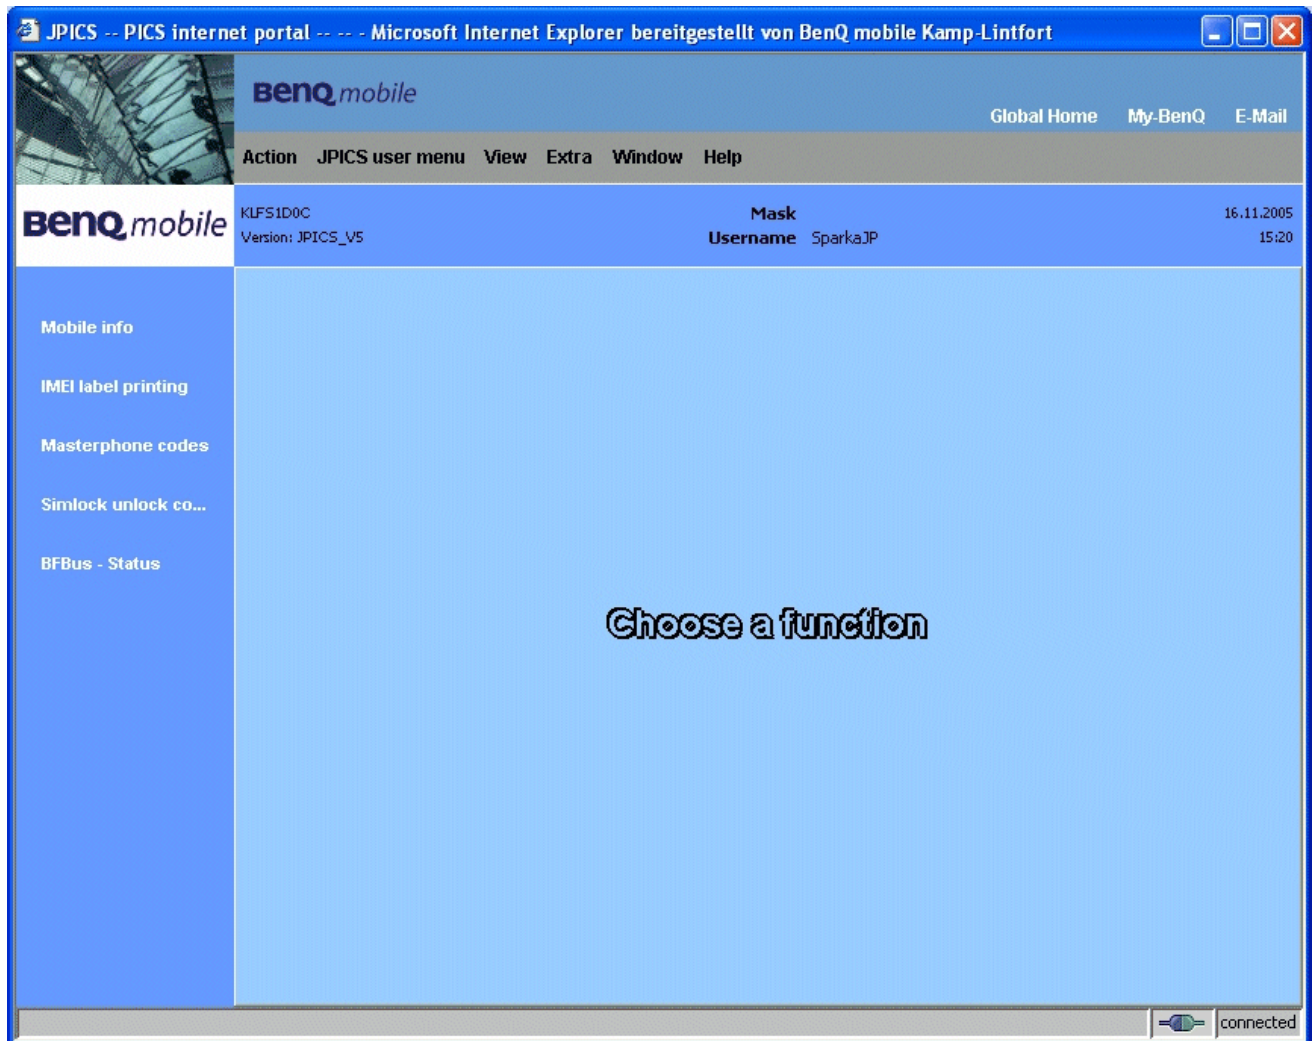 JPICS -- PICS internet portal -- -- - Microsoft Internet Explorer bereitgestellt von BenQ mobile Kamp-Lintfort
BenQ mobile
Global Home My-BenQ E-Mail
Action JPICS user menu View Extra Window Help
BenQ mobile
KLFS1D0C Mask 16.11.2005
Version: JPICS_V5 Username SparkaJP 15:20
Mobile info
IMEI label printing
Masterphone codes
Simlock unlock co...
BFBus - Status
Choose a function
connected